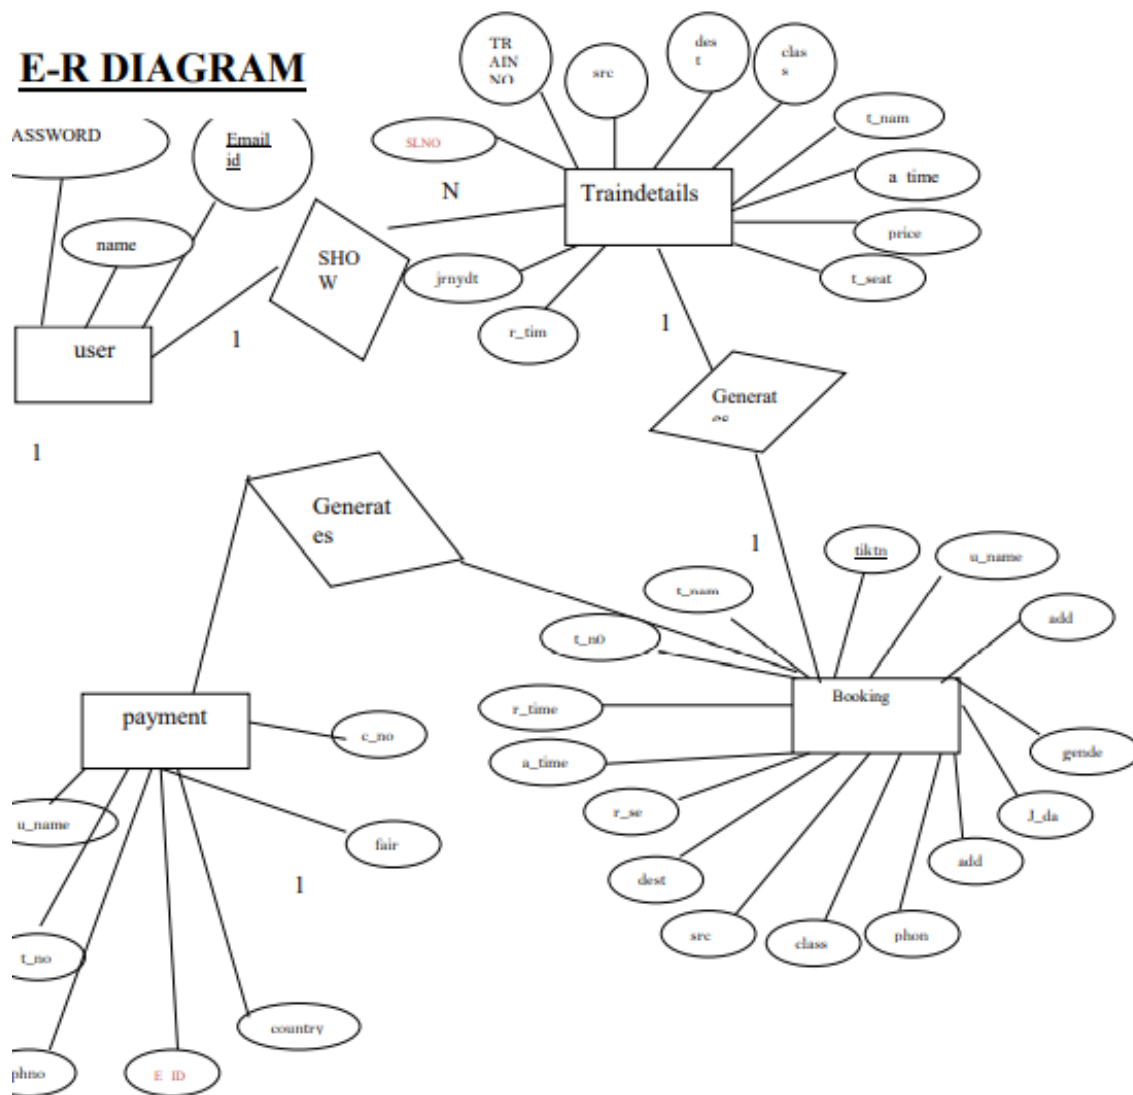 E-R DIAGRAM
TR
AIN
NO
src
des
t
clas
s
ASSWORD
Email
id
SLNO
t_nam
N
Traindetails
a time
name
SHO
W
price
jrnydt
t_seat
r_tim
1
1
user
Generat
es
1
Generat
es
1
tiktn
u_name
t_nam
add
t_n0
Booking
payment
r_time
c_no
gende
a_time
r_se
J_da
u_name
fair
add
dest
1
src
class
phon
t_no
country
phno
E ID